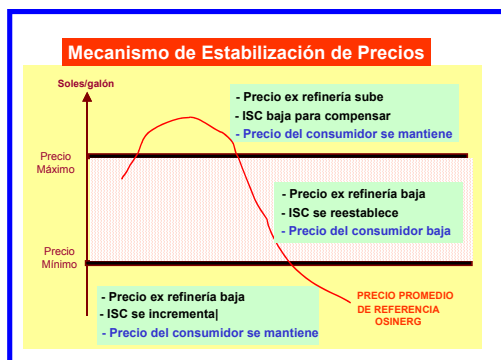 Mecanismo de Estabilización de Precios
Soles/galón
- Precio ex refinería sube
- ISC baja para compensar
- Precio del consumidor se mantiene
Precio
Máximo
- Precio ex refinería baja
- ISC se reestablece
- Precio del consumidor baja
Precio
Mínimo
- Precio ex refinería baja
- ISC se incrementa|
- Precio del consumidor se mantiene
PRECIO PROMEDIO
DE REFERENCIA
OSINERG